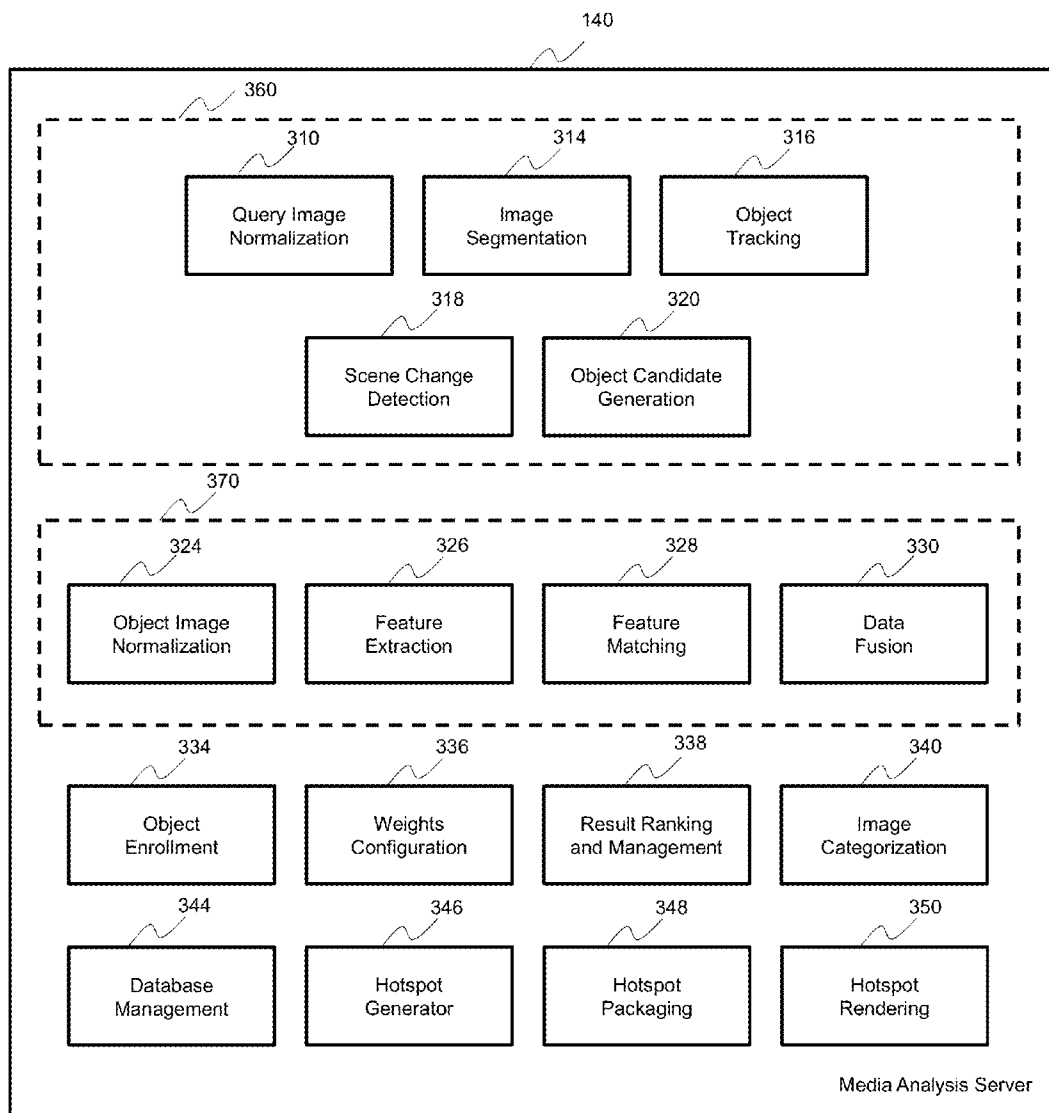 140
360
310
314
316
Query Image
Normalization
Image
Segmentation
Object
Tracking
318
320
Scene Change
Detection
Object Candidate
Generation
370
324
326
328
330
Object Image
Normalization
Feature
Extraction
Feature
Matching
Data
Fusion
334
336
338
340
Object
Enrollment
Weights
Configuration
Result Ranking
and Management
Image
Categorization
344
346
348
350
Database
Management
Hotspot
Generator
Hotspot
Packaging
Hotspot
Rendering
Media Analysis Server